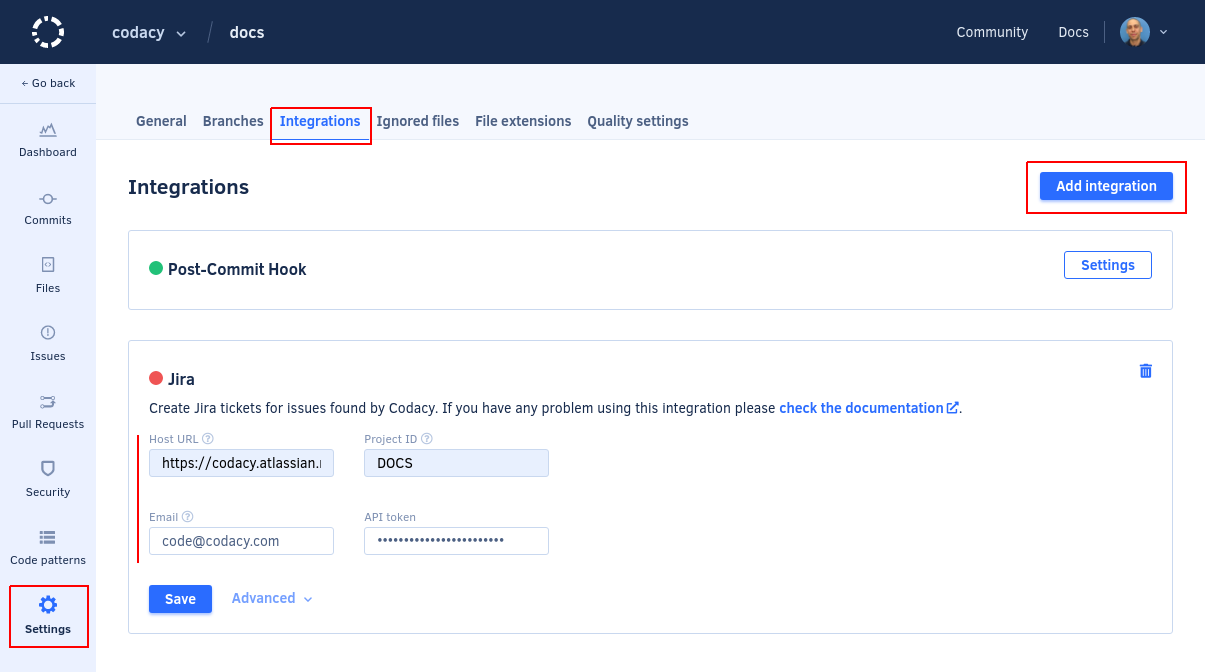 codacy / docs
Community Docs
← Go back
Dashboard
Commits
Files
Issues
Pull Requests
Security
Code patterns
Settings
General Branches Integrations Ignored files File extensions Quality settings
Integrations
Add integration
Post-Commit Hook
Settings
Jira
Create Jira tickets for issues found by Codacy. If you have any problem using this integration please check the documentation.
Host URL ?
Project ID ?
https://codacy.atlassian.
DOCS
Email ?
API token
code@codacy.com
••••••••••••••••••••••••
Save
Advanced